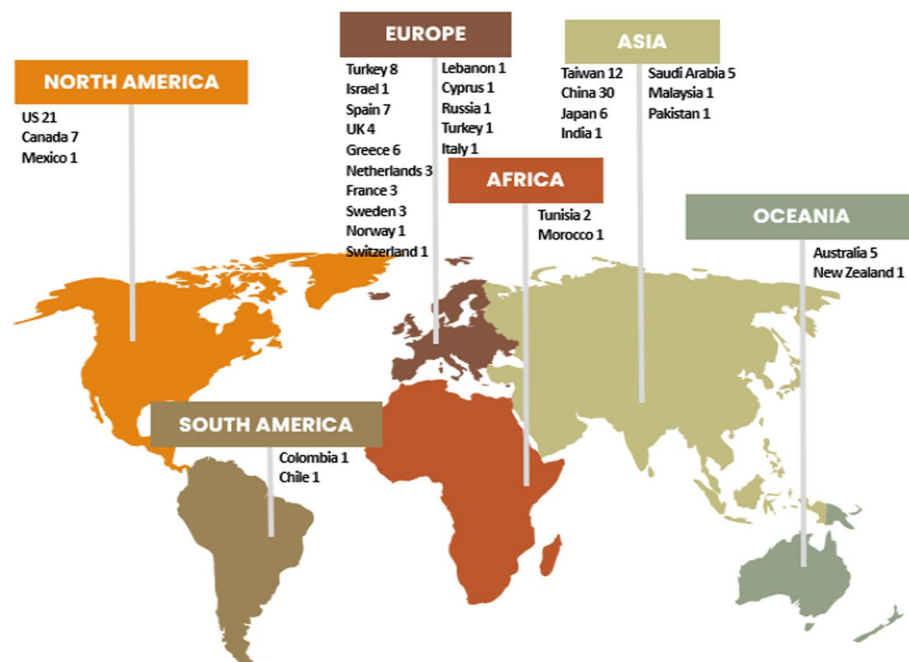 NORTH AMERICA
US 21
Canada 7
Mexico 1
EUROPE
Turkey 8
Israel 1
Spain 7
UK 4
Greece 6
Netherlands 3
France 3
Sweden 3
Norway 1
Switzerland 1
Lebanon 1
Cyprus 1
Russia 1
Turkey 1
Italy 1
ASIA
Taiwan 12
China 30
Japan 6
India 1
Saudi Arabia 5
Malaysia 1
Pakistan 1
AFRICA
Tunisia 2
Morocco 1
OCEANIA
Australia 5
New Zealand 1
SOUTH AMERICA
Colombia 1
Chile 1